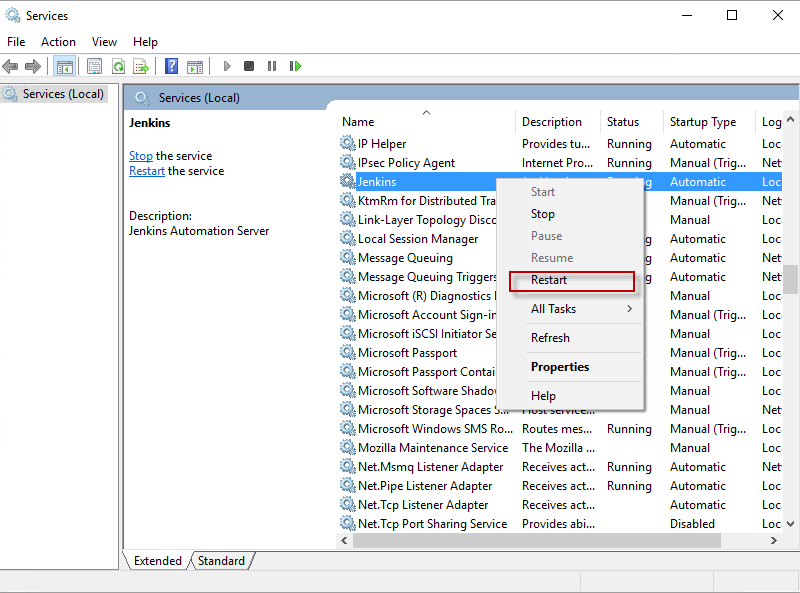 Services
File Action View Help
Services (Local)
Services (Local)
Jenkins
Stop the service
Restart the service
Description:
Jenkins Automation Server
Name Description Status Startup Type Log
IP Helper Provides tu... Running Automatic Loc
IPsec Policy Agent Internet Pro... Running Manual (Trig... Net
Jenkins Automatic Loc
KtmRm for Distributed Tra Manual (Trig... Net
Link-Layer Topology Disco Manual Loc
Local Session Manager Automatic Loc
Message Queuing Automatic Net
Message Queuing Triggers Automatic Net
Microsoft (R) Diagnostics Manual Loc
Microsoft Account Sign-in Manual (Trig... Loc
Microsoft iSCSI Initiator Se Manual Loc
Microsoft Passport Manual (Trig... Loc
Microsoft Passport Contai Manual (Trig... Loc
Microsoft Software Shadow Manual Loc
Microsoft Storage Spaces S... Host service... Manual Net
Microsoft Windows SMS Ro... Routes mes... Running Manual (Trig... Loc
Mozilla Maintenance Service The Mozilla ... Manual Loc
Net.Msmq Listener Adapter Receives act... Running Automatic Net
Net.Pipe Listener Adapter Receives act... Running Automatic Loc
Net.Tcp Listener Adapter Receives act... Automatic Loc
Net.Tcp Port Sharing Service Provides abi... Disabled Loc
Start
Stop
Pause
Resume
Restart
All Tasks
Refresh
Properties
Help
Extended Standard